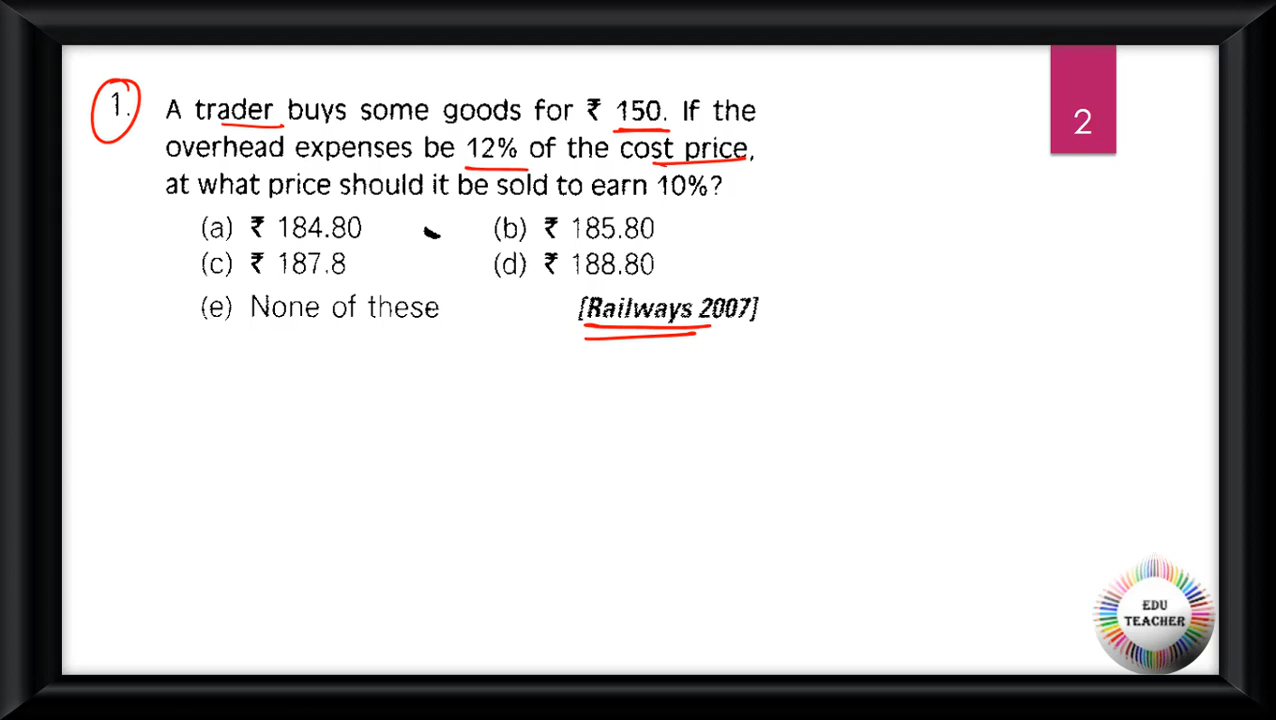 2
1. A trader buys some goods for ₹ 150. If the
overhead expenses be 12% of the cost price,
at what price should it be sold to earn 10%?
(a) ₹ 184.80 (b) ₹ 185.80
(c) ₹ 187.8 (d) ₹ 188.80
(e) None of these [Railways 2007]
EDU
TEACHER